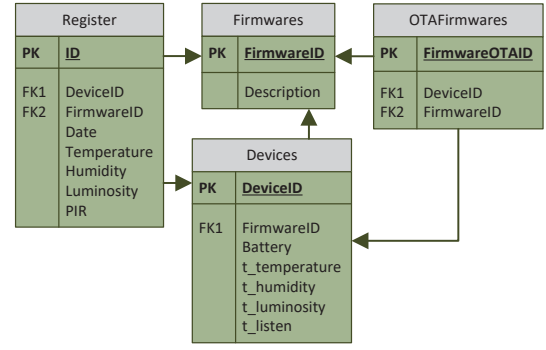 Register
PK ID
FK1 DeviceID
FK2 FirmwareID
Date
Temperature
Humidity
Luminosity
PIR
Firmwares
PK FirmwareID
Description
OTAFirmwares
PK FirmwareOTAID
FK1 DeviceID
FK2 FirmwareID
Devices
PK DeviceID
FK1 FirmwareID
Battery
t_temperature
t_humidity
t_luminosity
t_listen